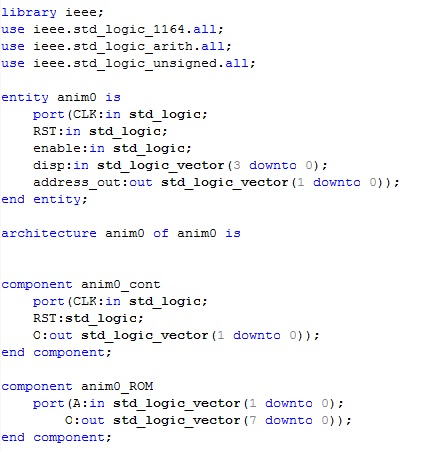 library ieee;
use ieee.std_logic_1164.all;
use ieee.std_logic_arith.all;
use ieee.std_logic_unsigned.all;
entity anim0 is
port(CLK:in std_logic;
RST:in std_logic;
enable:in std_logic;
disp:in std_logic_vector(3 downto 0);
address_out:out std_logic_vector(1 downto 0));
end entity;
architecture anim0 of anim0 is
component anim0_cont
port(CLK:in std_logic;
RST:std_logic;
O:out std_logic_vector(1 downto 0));
end component;
component anim0_ROM
port(A:in std_logic_vector(1 downto 0);
O:out std_logic_vector(7 downto 0));
end component;